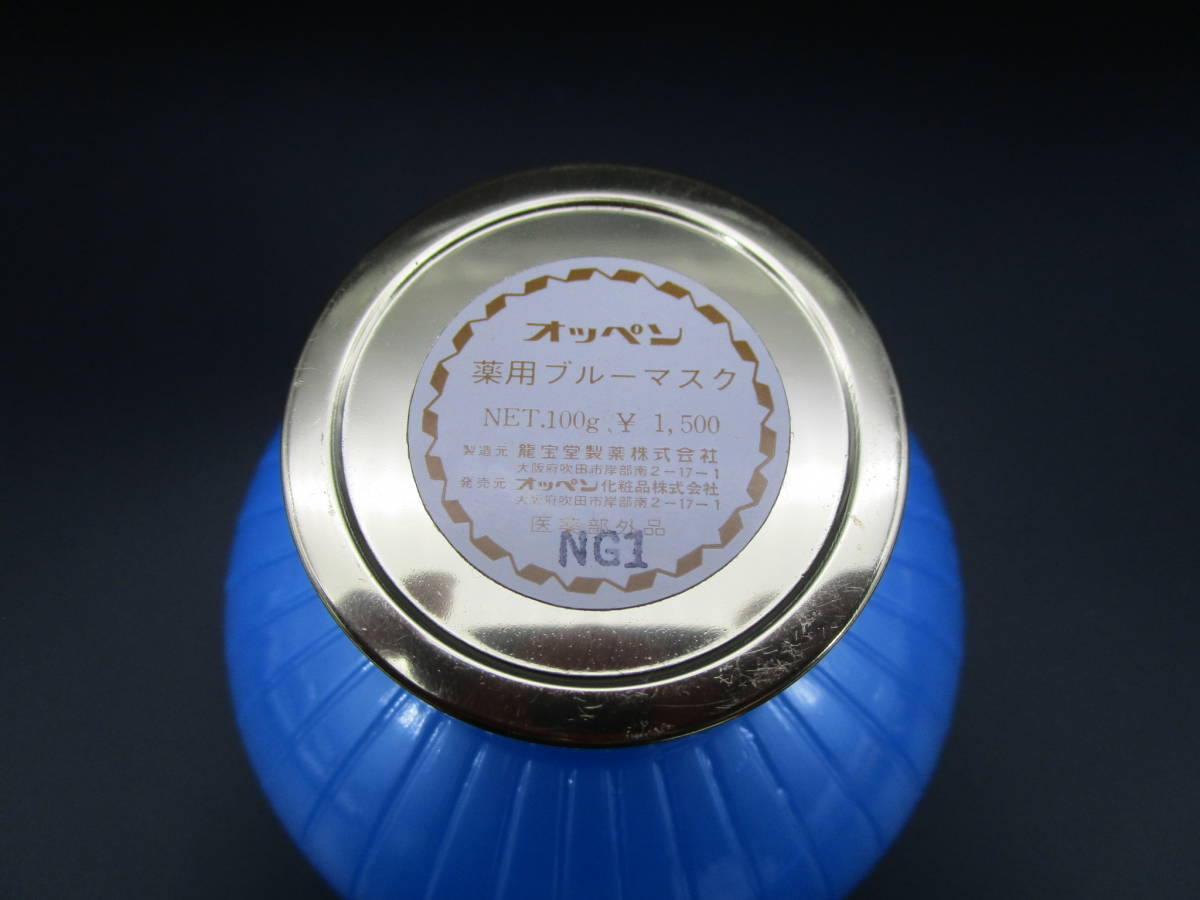 オッペン
薬用ブルーマスク
NET.100g、¥ 1,500
製造元 龍宝堂製薬株式会社
大阪府吹田市岸部南2-17-1
発売元 オッペン化粧品株式会社
大阪府吹田市岸部南2-17-1
医薬部外品
NG1